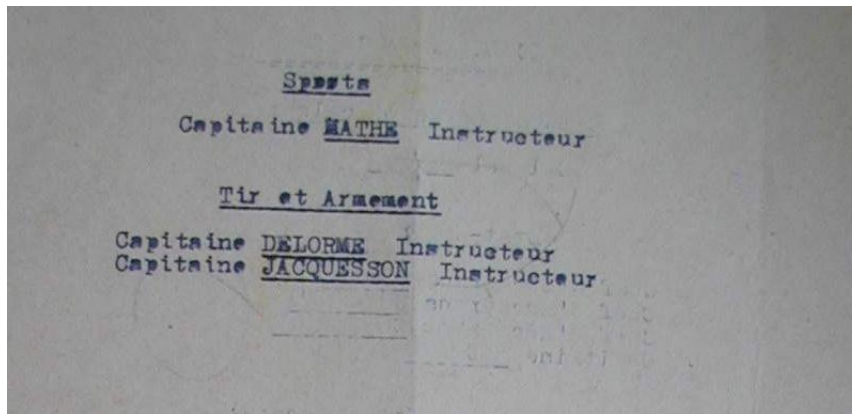 Sports
Capitaine MATHE Instructeur
Tir et Armement
Capitaine DELORME Instructeur
Capitaine JACQUESSON Instructeur